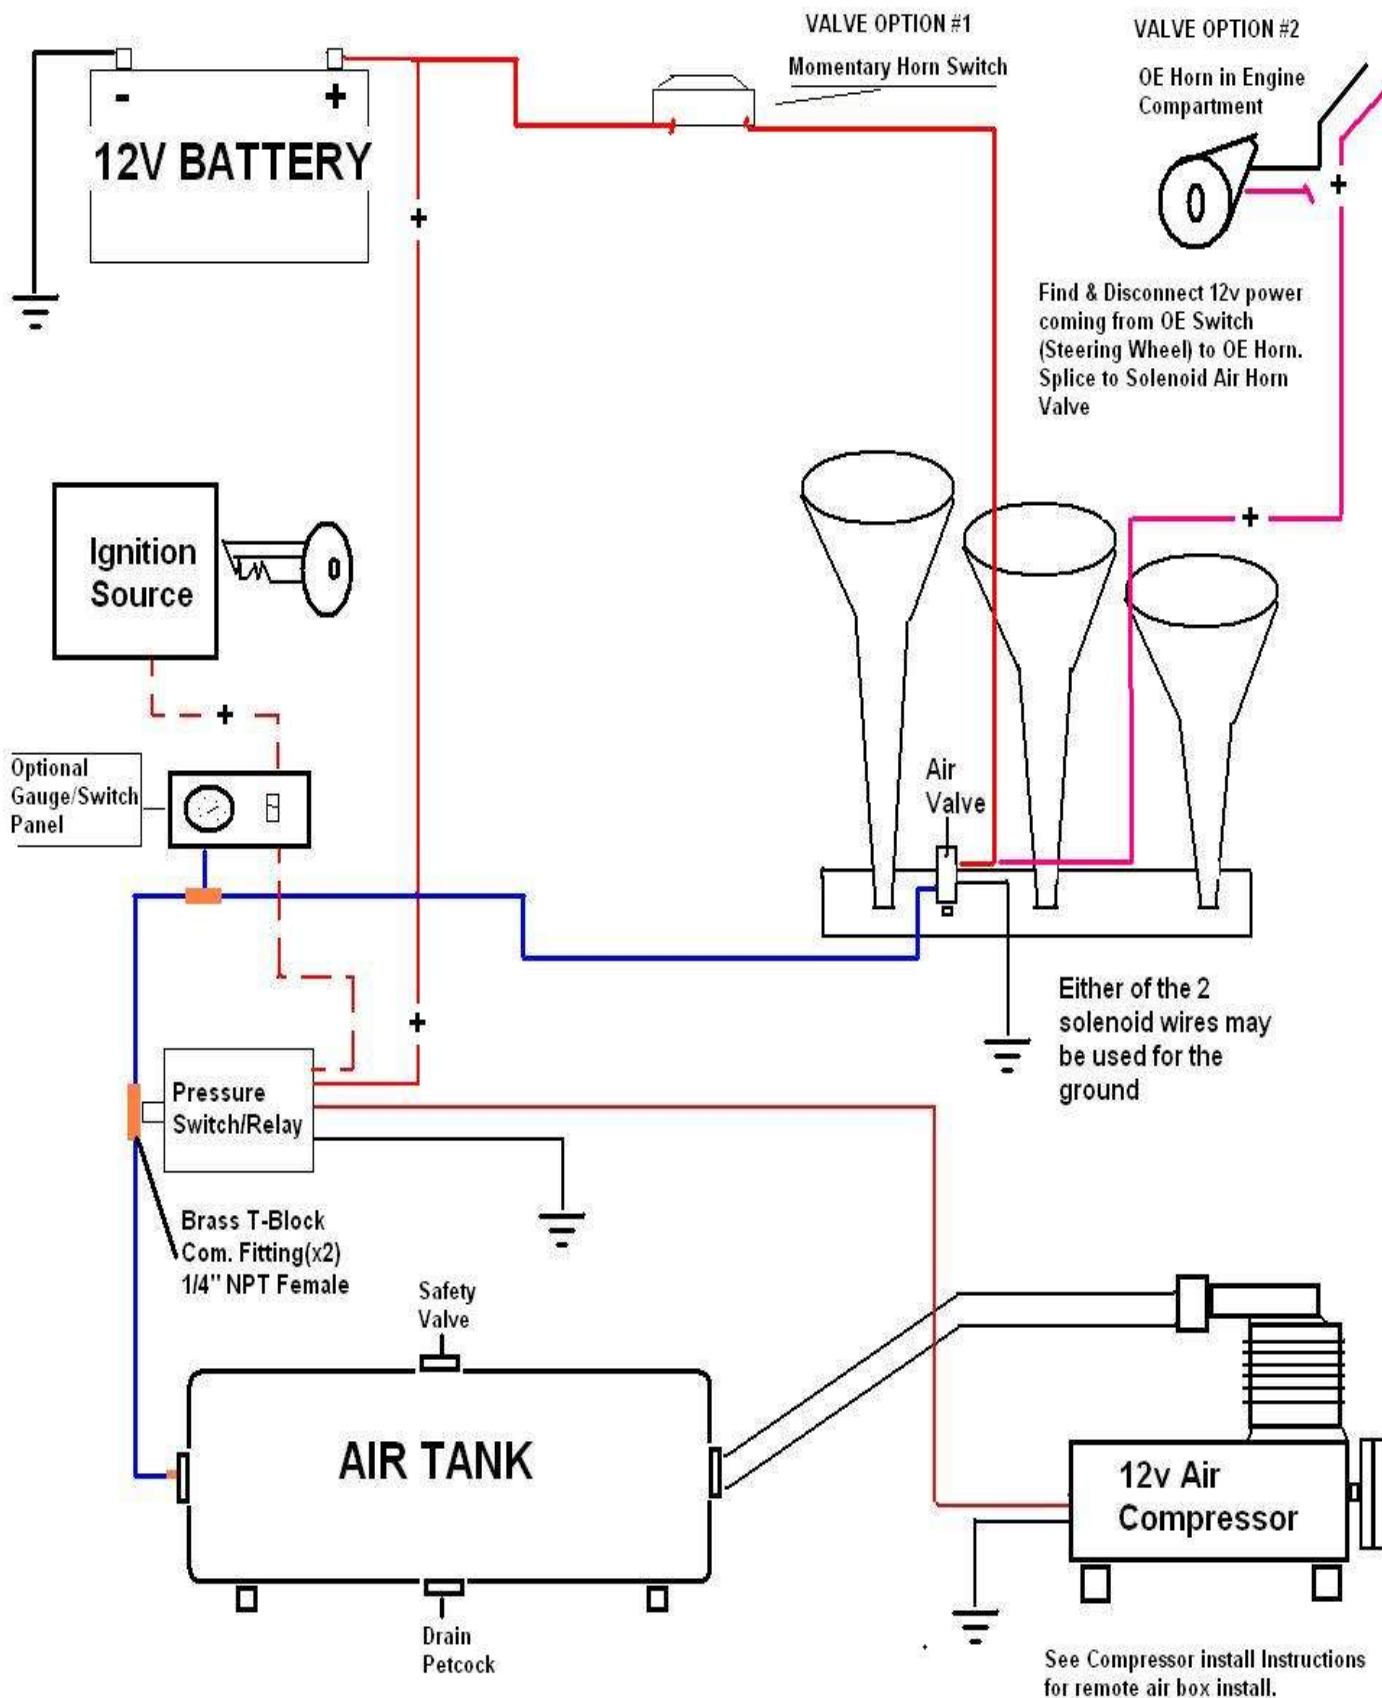 VALVE OPTION #1
Momentary Horn Switch
VALVE OPTION #2
OE Horn in Engine
Compartment
- +
12V BATTERY
+
+
Find & Disconnect 12v power
coming from OE Switch
(Steering Wheel) to OE Horn.
Splice to Solenoid Air Horn
Valve
+
Ignition
Source
+
Optional
Gauge/Switch
Panel
Air
Valve
Either of the 2
solenoid wires may
be used for the
ground
+
Pressure
Switch/Relay
Brass T-Block
Com. Fitting(x2)
1/4" NPT Female
Safety
Valve
AIR TANK
12v Air
Compressor
Drain
Petcock
See Compressor install Instructions
for remote air box install.